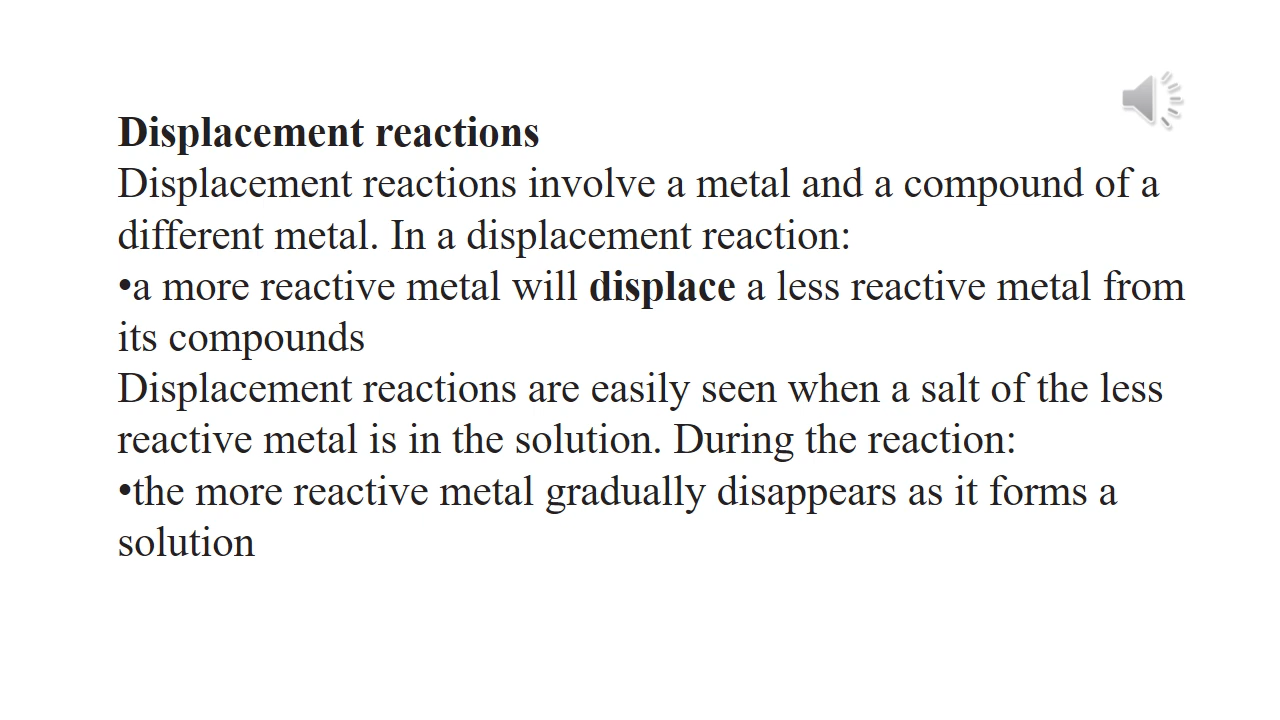 Displacement reactions
Displacement reactions involve a metal and a compound of a
different metal. In a displacement reaction:
•a more reactive metal will displace a less reactive metal from
its compounds
Displacement reactions are easily seen when a salt of the less
reactive metal is in the solution. During the reaction:
•the more reactive metal gradually disappears as it forms a
solution